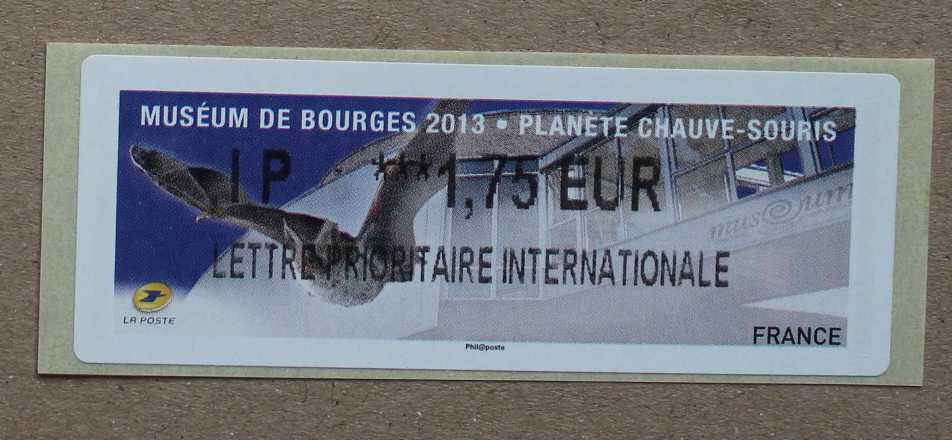 MUSÉUM DE BOURGES 2013 • PLANÈTE CHAUVE-SOURIS
IP ***1,75 EUR
muséum
LETTRE PRIORITAIRE INTERNATIONALE
LA POSTE
FRANCE
Phil@poste